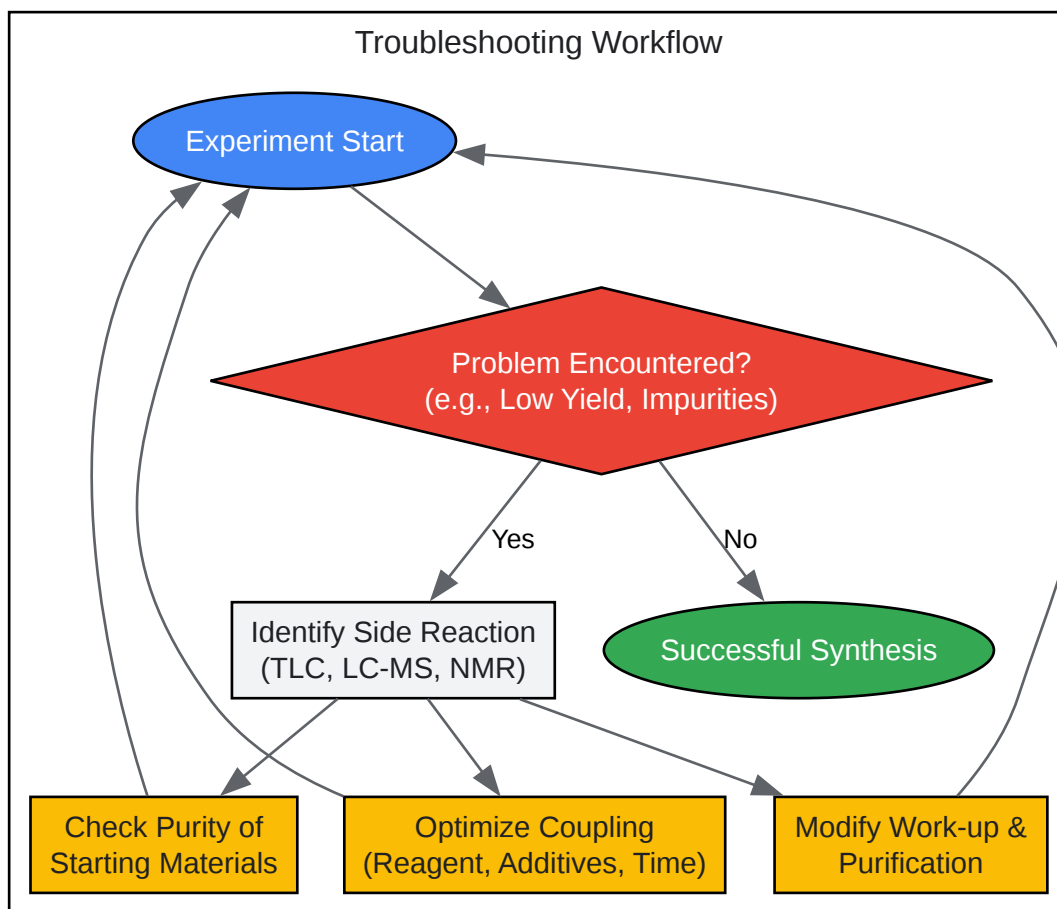 Troubleshooting Workflow
Experiment Start
Problem Encountered?
(e.g., Low Yield, Impurities)
Yes
No
Identify Side Reaction
(TLC, LC-MS, NMR)
Successful Synthesis
Check Purity of
Starting Materials
Optimize Coupling
(Reagent, Additives, Time)
Modify Work-up &
Purification